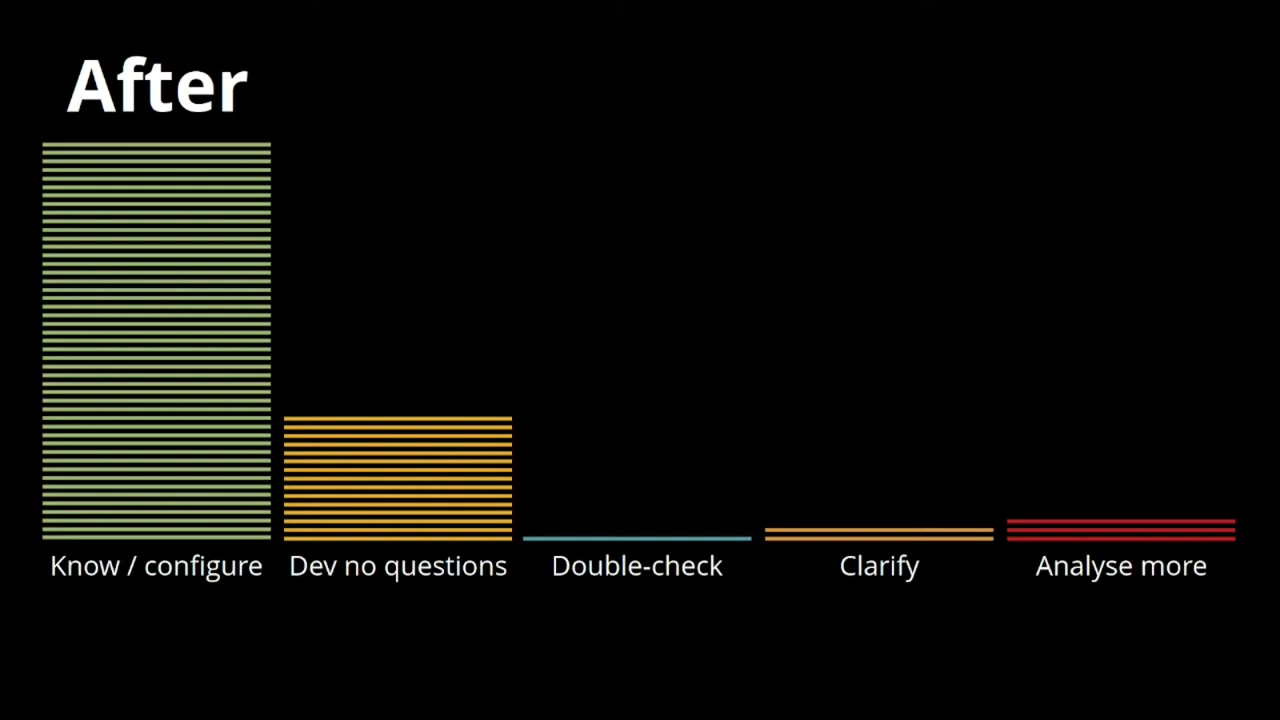 After
Know / configure
Dev no questions
Double-check
Clarify
Analyse more